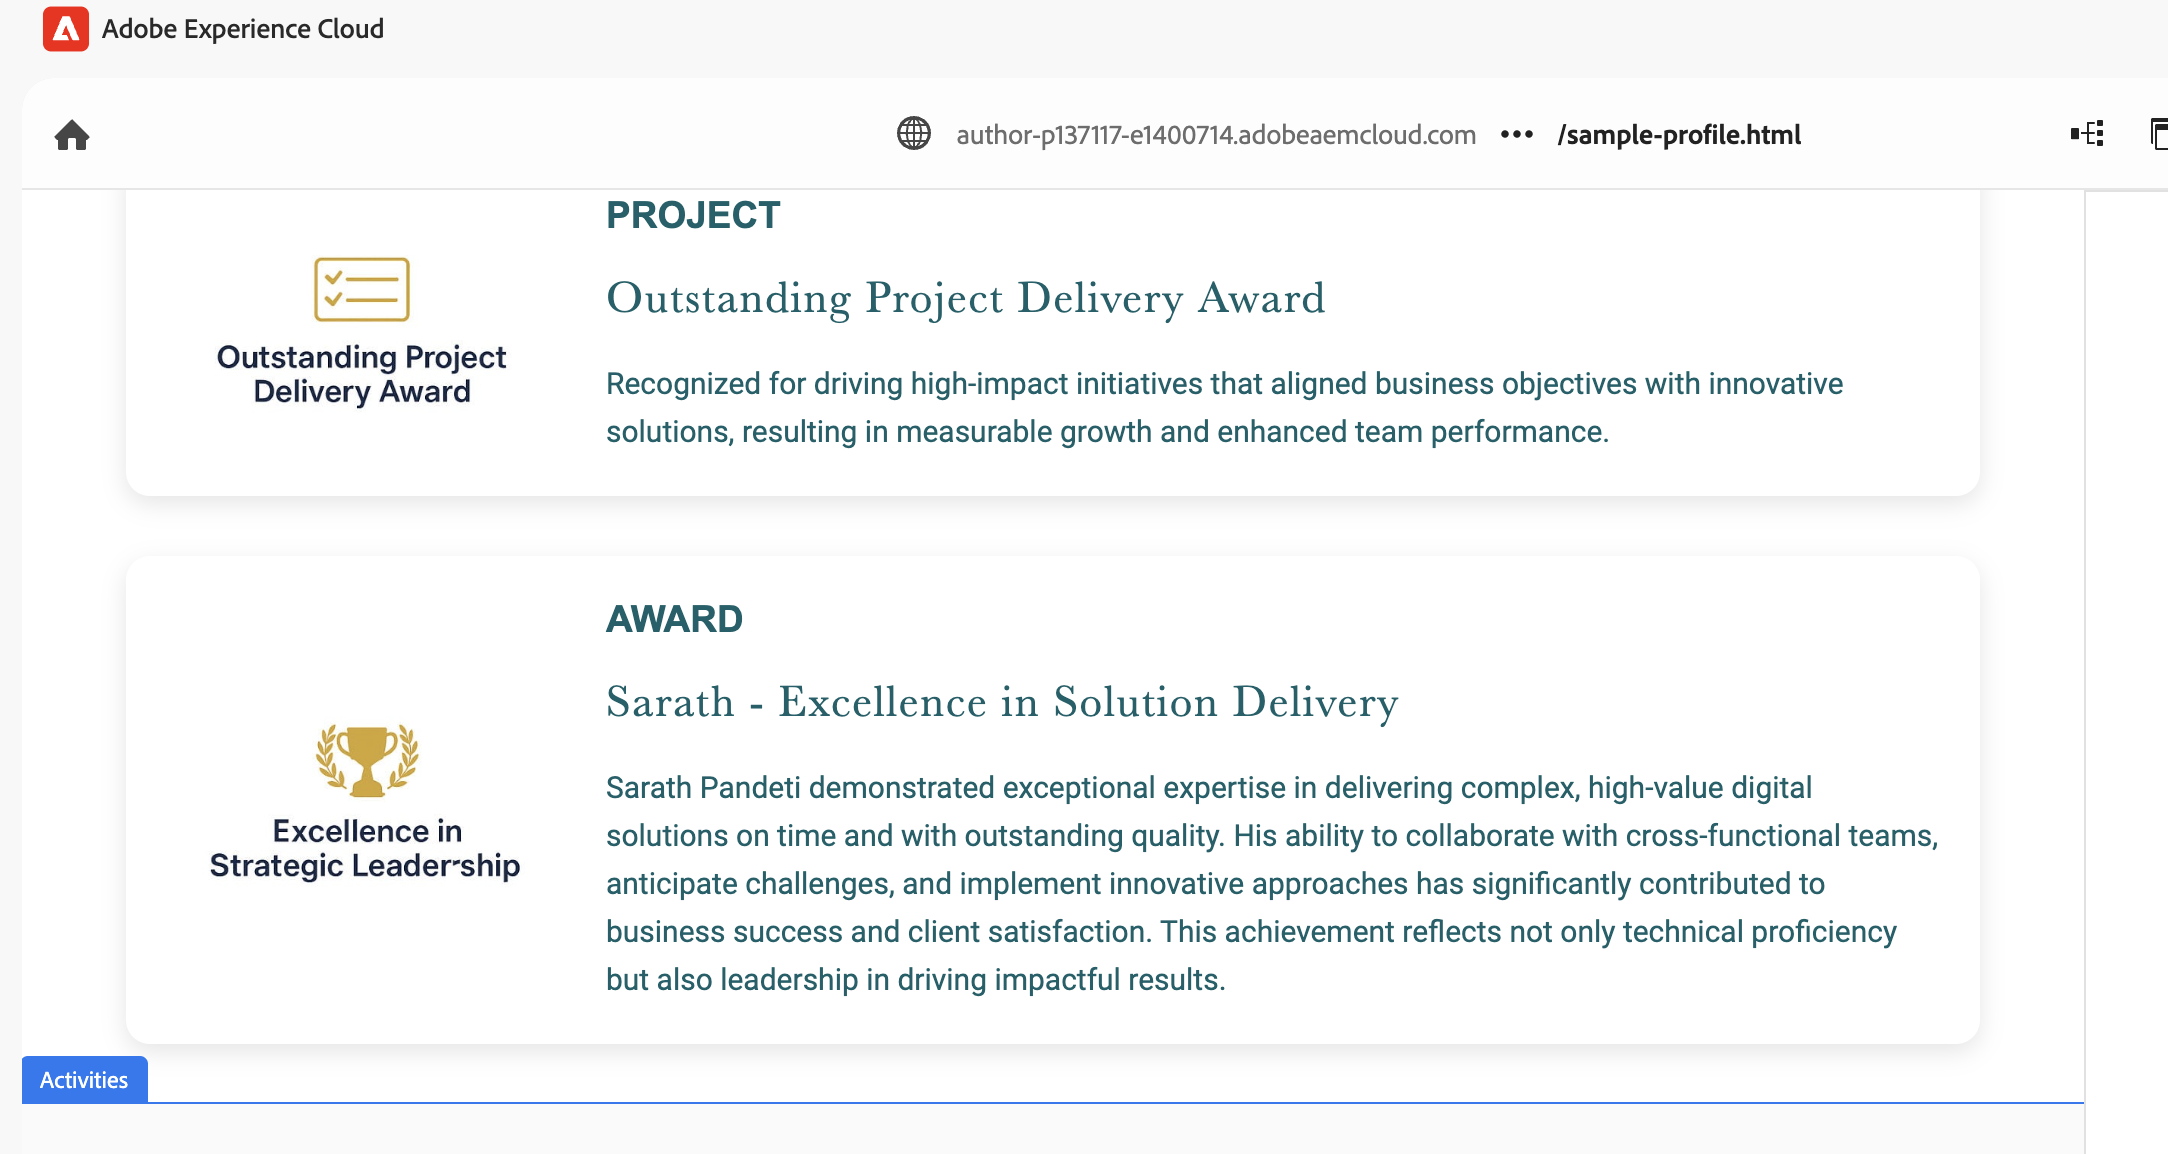 Adobe Experience Cloud
author-p137117-e1400714.adobeaemcloud.com ••• /sample-profile.html
PROJECT
Outstanding Project Delivery Award
Outstanding Project
Delivery Award
Recognized for driving high-impact initiatives that aligned business objectives with innovative
solutions, resulting in measurable growth and enhanced team performance.
AWARD
Sarath - Excellence in Solution Delivery
Excellence in
Strategic Leadership
Sarath Pandeti demonstrated exceptional expertise in delivering complex, high-value digital
solutions on time and with outstanding quality. His ability to collaborate with cross-functional teams,
anticipate challenges, and implement innovative approaches has significantly contributed to
business success and client satisfaction. This achievement reflects not only technical proficiency
but also leadership in driving impactful results.
Activities